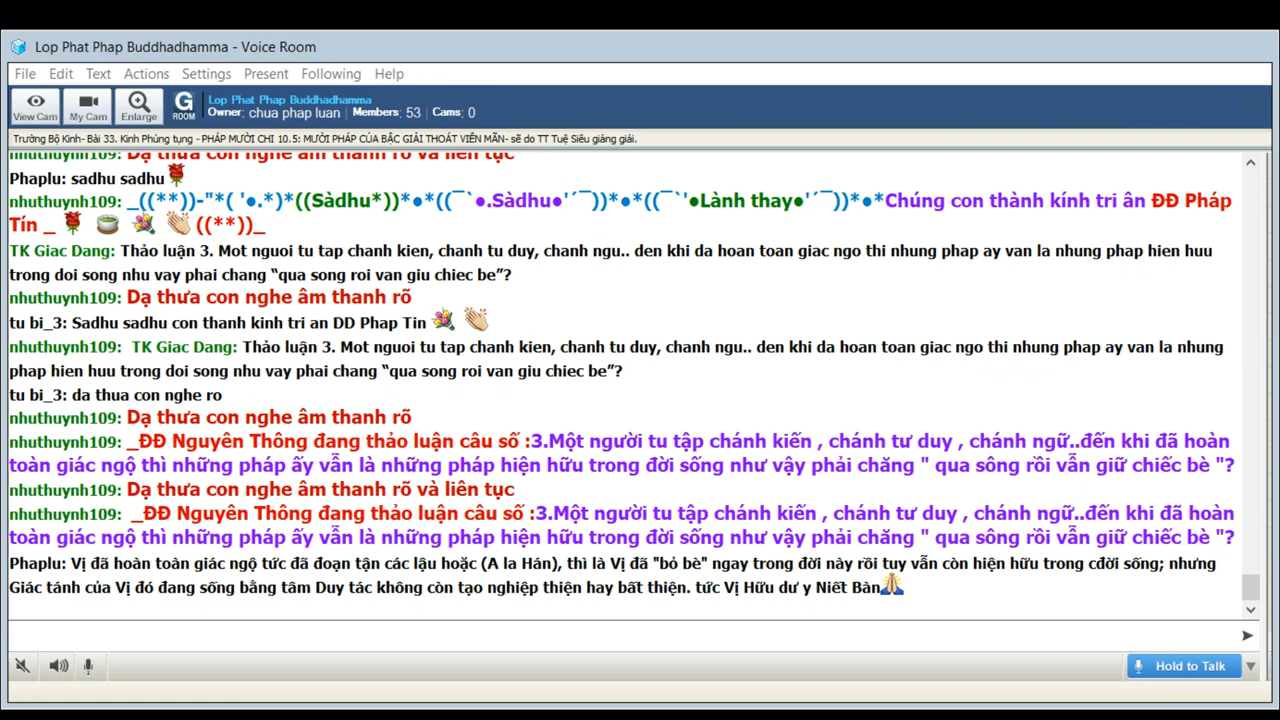 Lop Phat Phap Buddhadhamma - Voice Room
File Edit Text Actions Settings Present Following Help
View Cam My Cam Enlarge G ROOM Lop Phat Phap Buddhadhamma
Owner: chua phap luan | Members: 53 | Cams: 0
Trường Bộ Kinh- Bài 33. Kinh Phúng tụng - PHÁP MƯỜI CHI 10.5: MƯỜI PHÁP CỦA BẬC GIẢI THOÁT VIÊN MÃN- sẽ do TT Tuệ Siêu giảng giải.
nhuthuynh109: Dạ thưa con nghe âm thanh rõ và liên tục
Phaplu: sadhu sadhu🌹
nhuthuynh109: _((**))-"*( '●.*)*((Sàdhu*))*●*((¯`●.Sàdhu●'´¯))*●*((¯`'●Lành thay●'´¯))*●*Chúng con thành kính tri ân ĐĐ Pháp
Tín _ 🌹 🍵 💐 👏 ((**))_
TK Giac Dang: Thảo luận 3. Mot nguoi tu tap chanh kien, chanh tu duy, chanh ngu.. den khi da hoan toan giac ngo thi nhung phap ay van la nhung phap hien huu
trong doi song nhu vay phai chang “qua song roi van giu chiec be”?
nhuthuynh109: Dạ thưa con nghe âm thanh rõ
tu bi_3: Sadhu sadhu con thanh kinh tri an DD Phap Tin 💐 👏
nhuthuynh109: TK Giac Dang: Thảo luận 3. Mot nguoi tu tap chanh kien, chanh tu duy, chanh ngu.. den khi da hoan toan giac ngo thi nhung phap ay van la nhung
phap hien huu trong doi song nhu vay phai chang “qua song roi van giu chiec be”?
tu bi_3: da thua con nghe ro
nhuthuynh109: Dạ thưa con nghe âm thanh rõ
nhuthuynh109: _ĐĐ Nguyên Thông đang thảo luận câu số :3.Một người tu tập chánh kiến , chánh tư duy , chánh ngữ..đến khi đã hoàn
toàn giác ngộ thì những pháp ấy vẫn là những pháp hiện hữu trong đời sống như vậy phải chăng " qua sông rồi vẫn giữ chiếc bè "?
nhuthuynh109: Dạ thưa con nghe âm thanh rõ và liên tục
nhuthuynh109: _ĐĐ Nguyên Thông đang thảo luận câu số :3.Một người tu tập chánh kiến , chánh tư duy , chánh ngữ..đến khi đã hoàn
toàn giác ngộ thì những pháp ấy vẫn là những pháp hiện hữu trong đời sống như vậy phải chăng " qua sông rồi vẫn giữ chiếc bè "?
Phaplu: Vị đã hoàn toàn giác ngộ tức đã đoạn tận các lậu hoặc (A la Hán), thì là Vị đã "bỏ bè" ngay trong đời này rồi tuy vẫn còn hiện hữu trong cđời sống; nhưng
Giác tánh của Vị đó đang sống bằng tâm Duy tác không còn tạo nghiệp thiện hay bất thiện. tức Vị Hữu dư y Niết Bàn🙏
Hold to Talk